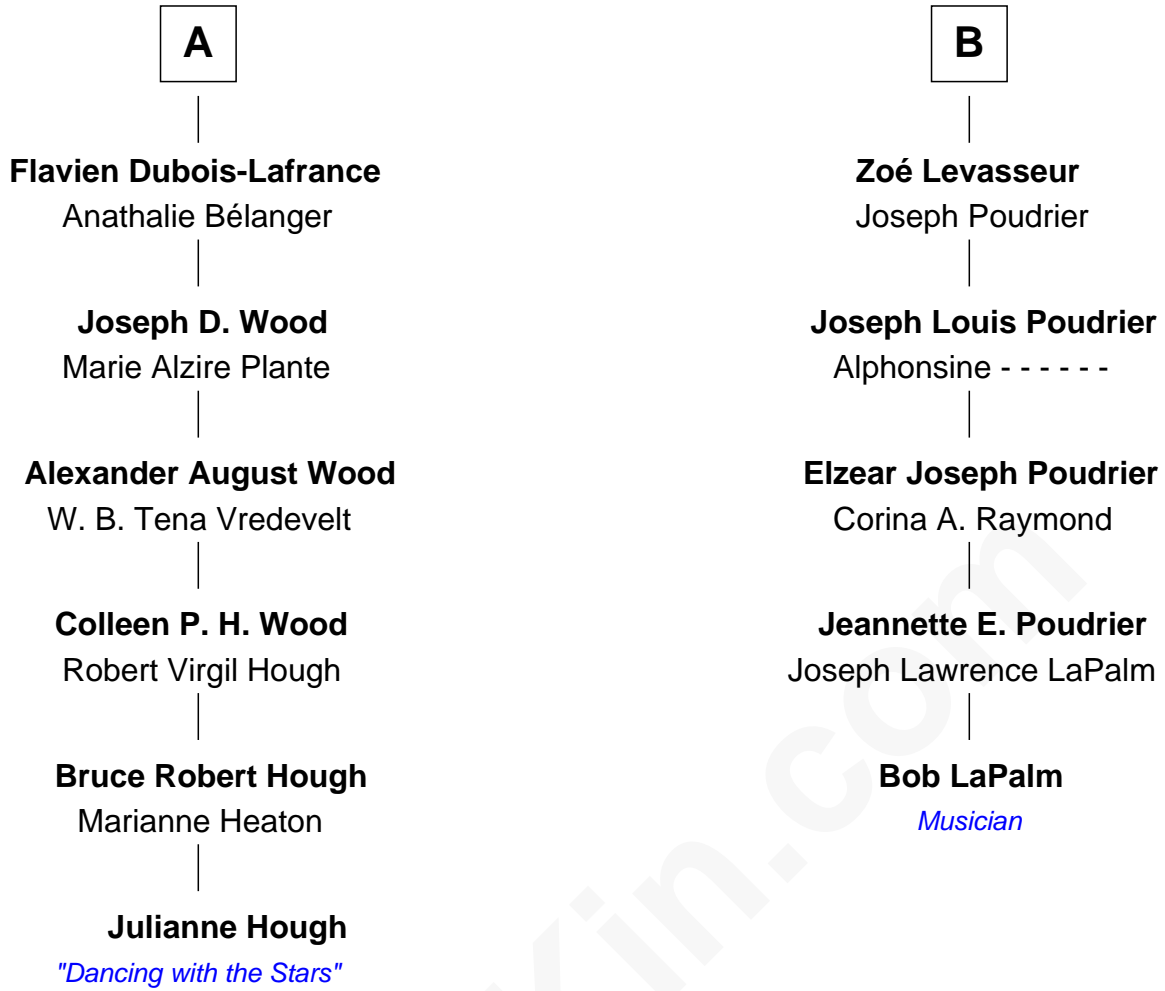 A
Flavien Dubois-Lafrance
Anathalie Bélanger
Joseph D. Wood
Marie Alzire Plante
Alexander August Wood
W. B. Tena Vredevelt
Colleen P. H. Wood
Robert Virgil Hough
Bruce Robert Hough
Marianne Heaton
Julianne Hough
"Dancing with the Stars"
B
Zoé Levasseur
Joseph Poudrier
Joseph Louis Poudrier
Alphonsine - - - - - -
Elzear Joseph Poudrier
Corina A. Raymond
Jeannette E. Poudrier
Joseph Lawrence LaPalm
Bob LaPalm
Musician